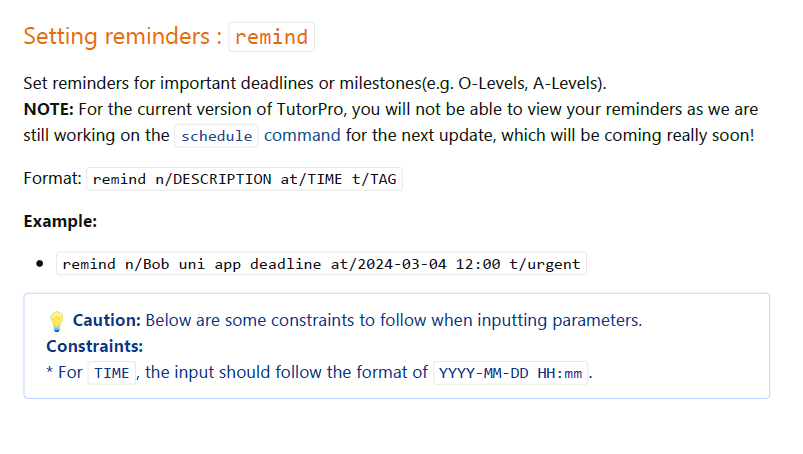 Setting reminders : remind
Set reminders for important deadlines or milestones(e.g. O-Levels, A-Levels).
NOTE: For the current version of TutorPro, you will not be able to view your reminders as we are
still working on the schedule command for the next update, which will be coming really soon!
Format: remind n/DESCRIPTION at/TIME t/TAG
Example:
• remind n/Bob uni app deadline at/2024-03-04 12:00 t/urgent
💡 Caution: Below are some constraints to follow when inputting parameters.
Constraints:
* For TIME, the input should follow the format of YYYY-MM-DD HH:mm.